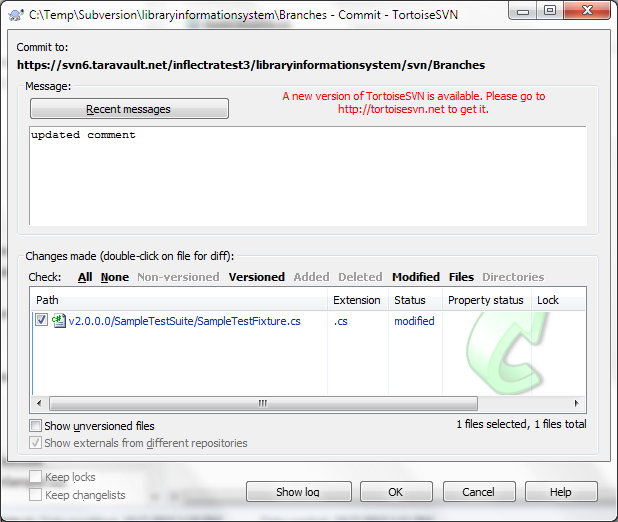 C:\Temp\Subversion\libraryinformationsystem\Branches - Commit - TortoiseSVN
Commit to:
https://svn6.taravault.net/inflectratest3/libraryinformationsystem/svn/Branches
Message:
Recent messages
A new version of TortoiseSVN is available. Please go to
http://tortoisesvn.net to get it.
updated comment
Changes made (double-click on file for diff):
Check: All None Non-versioned Versioned Added Deleted Modified Files Directories
Path Extension Status Property status Lock
v2.0.0.0/SampleTestSuite/SampleTestFixture.cs .cs modified
Show unversioned files 1 files selected, 1 files total
Show externals from different repositories
Keep locks
Keep changelists
Show log OK Cancel Help